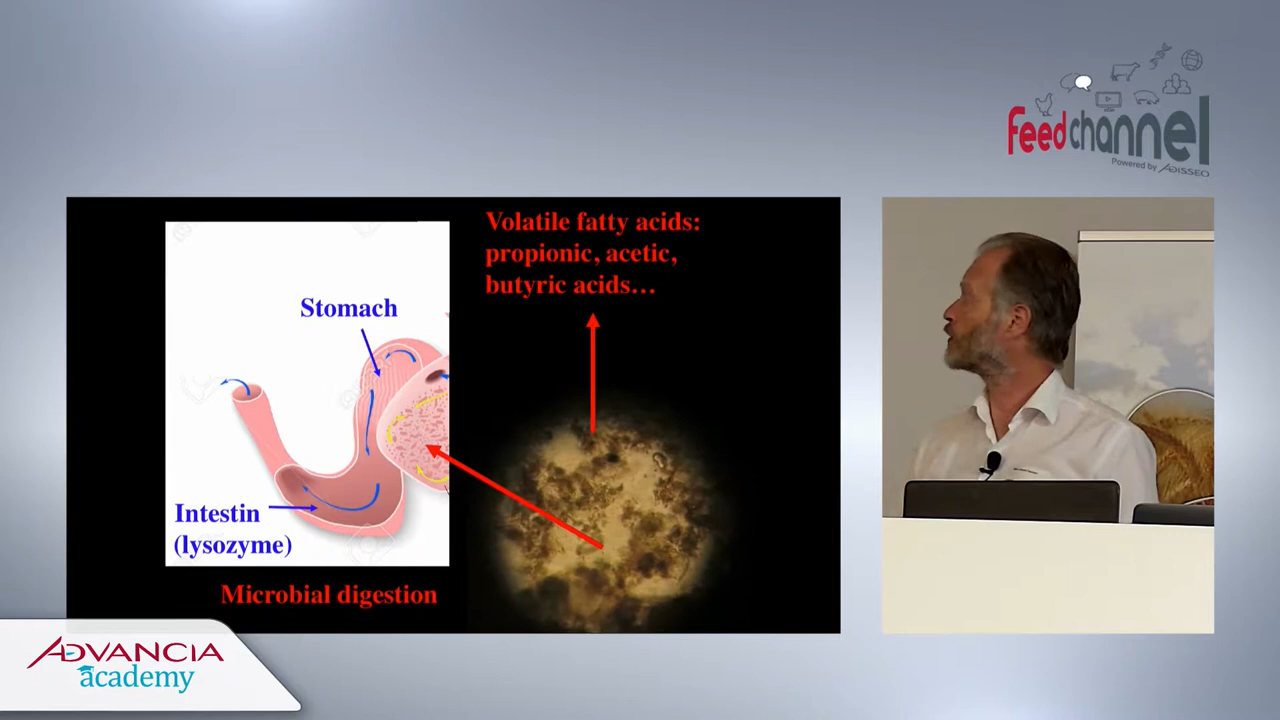 feedchannel
Powered by ADISSEO
Volatile fatty acids:
propionic, acetic,
butyric acids…
Stomach
Intestin
(lysozyme)
Microbial digestion
ADVANCIA
academy